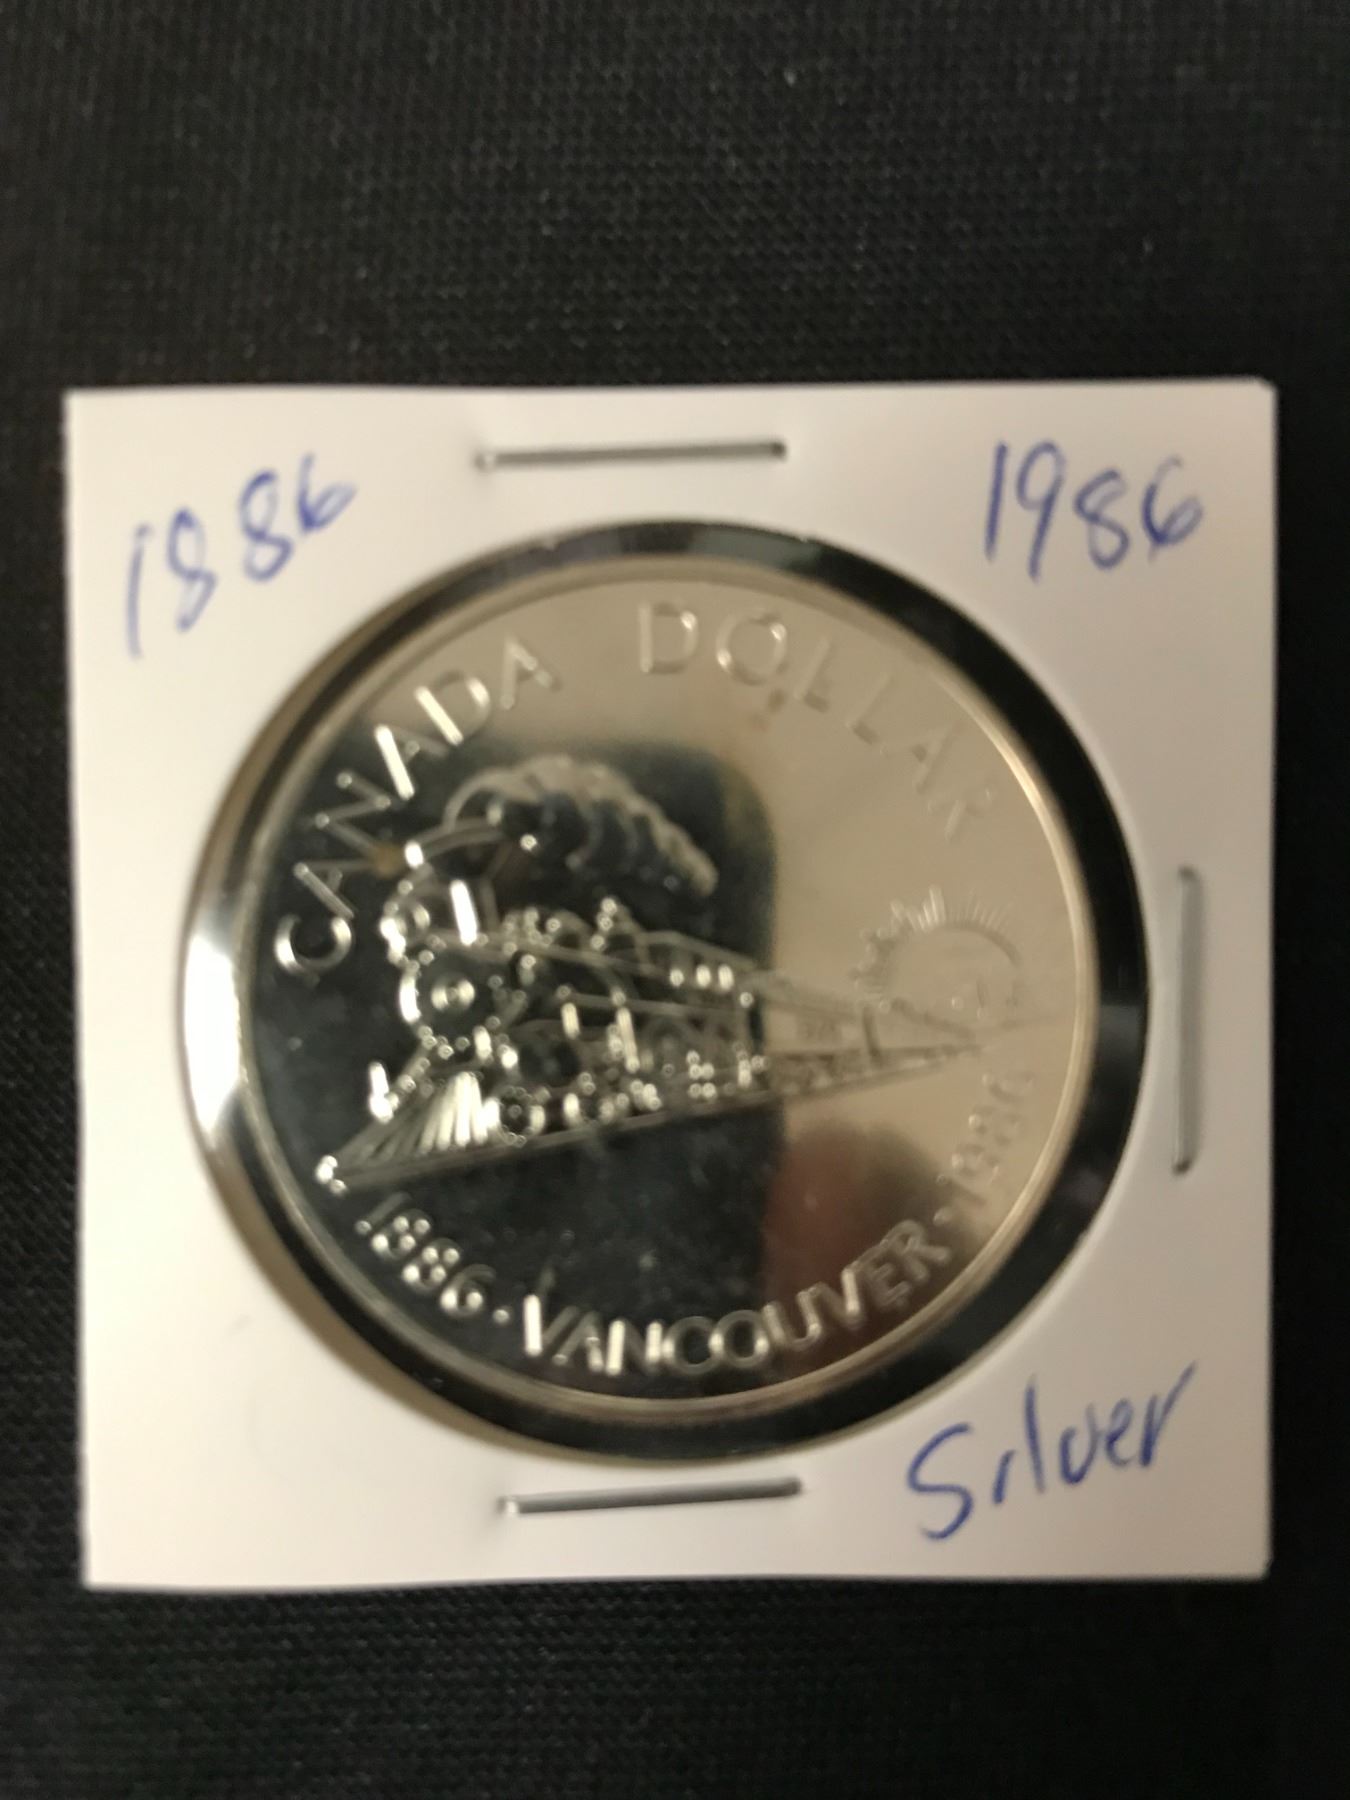 1886
1986
CANADA DOLLAR
1886 · VANCOUVER · 1986
Silver